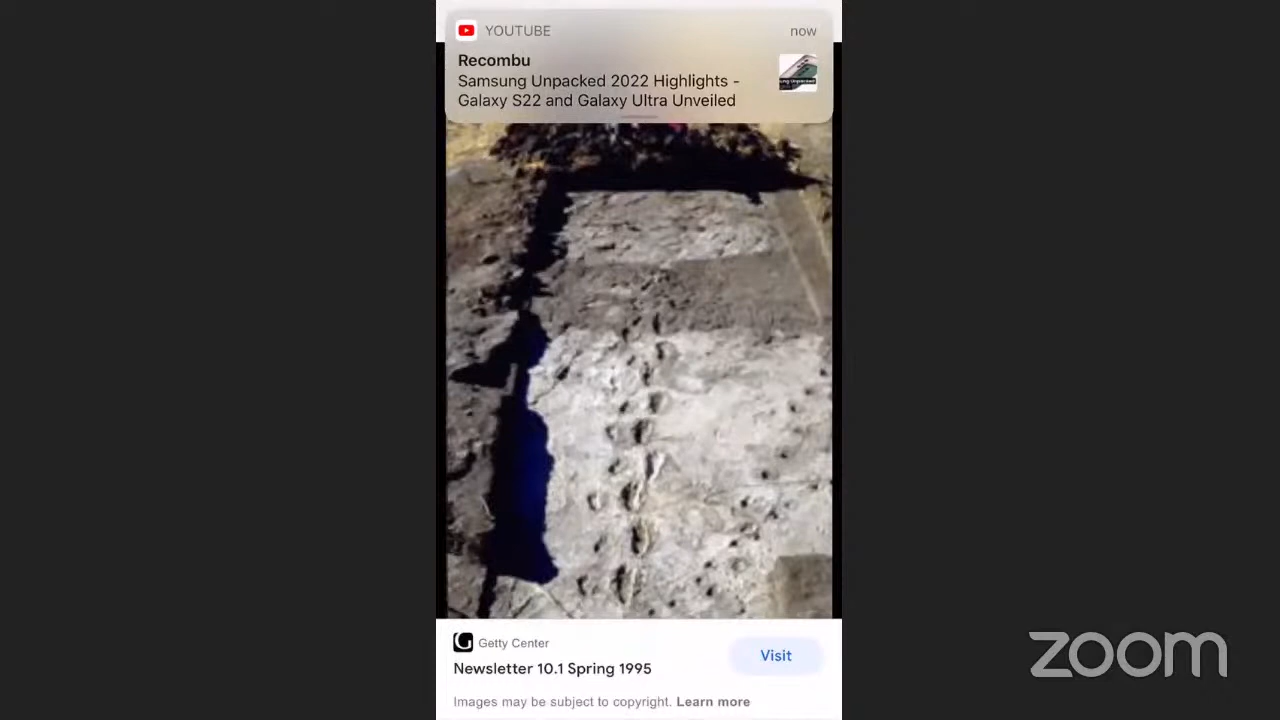 YOUTUBE
now
Recombu
Samsung Unpacked 2022 Highlights -
Galaxy S22 and Galaxy Ultra Unveiled
Getty Center
Newsletter 10.1 Spring 1995
Visit
Images may be subject to copyright. Learn more
zoom